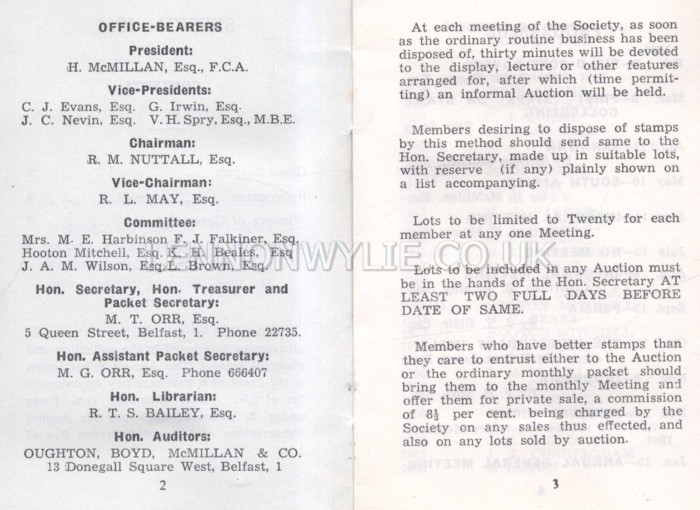 OFFICE-BEARERS
President:
H. McMILLAN, Esq., F.C.A.
Vice-Presidents:
C. J. Evans, Esq. G. Irwin, Esq.
J. C. Nevin, Esq. V. H. Spry, Esq., M.B.E.
Chairman:
R. M. NUTTALL, Esq.
Vice-Chairman:
R. L. MAY, Esq.
Committee:
Mrs. M. E. Harbinson F. J. Falkiner, Esq.
Hooton Mitchell, Esq. K. H. Beales, Esq
J. A. M. Wilson, Esq. L. Brown, Esq.
Hon. Secretary, Hon. Treasurer and
Packet Secretary:
M. T. ORR, Esq.
5 Queen Street, Belfast, 1. Phone 22735.
Hon. Assistant Packet Secretary:
M. G. ORR, Esq. Phone 666407
Hon. Librarian:
R. T. S. BAILEY, Esq.
Hon. Auditors:
OUGHTON, BOYD, McMILLAN & CO.
13 Donegall Square West, Belfast, 1
2
At each meeting of the Society, as soon
as the ordinary routine business has been
disposed of, thirty minutes will be devoted
to the display, lecture or other features
arranged for, after which (time permit-
ting) an informal Auction will be held.
Members desiring to dispose of stamps
by this method should send same to the
Hon. Secretary, made up in suitable lots,
with reserve (if any) plainly shown on
a list accompanying.
Lots to be limited to Twenty for each
member at any one Meeting.
Lots to be included in any Auction must
be in the hands of the Hon. Secretary AT
LEAST TWO FULL DAYS BEFORE
DATE OF SAME.
Members who have better stamps than
they care to entrust either to the Auction
or the ordinary monthly packet should
bring them to the monthly Meeting and
offer them for private sale, a commission
of 8½ per cent. being charged by the
Society on any sales thus effected, and
also on any lots sold by auction.
3
LENNONWYLIE.CO.UK